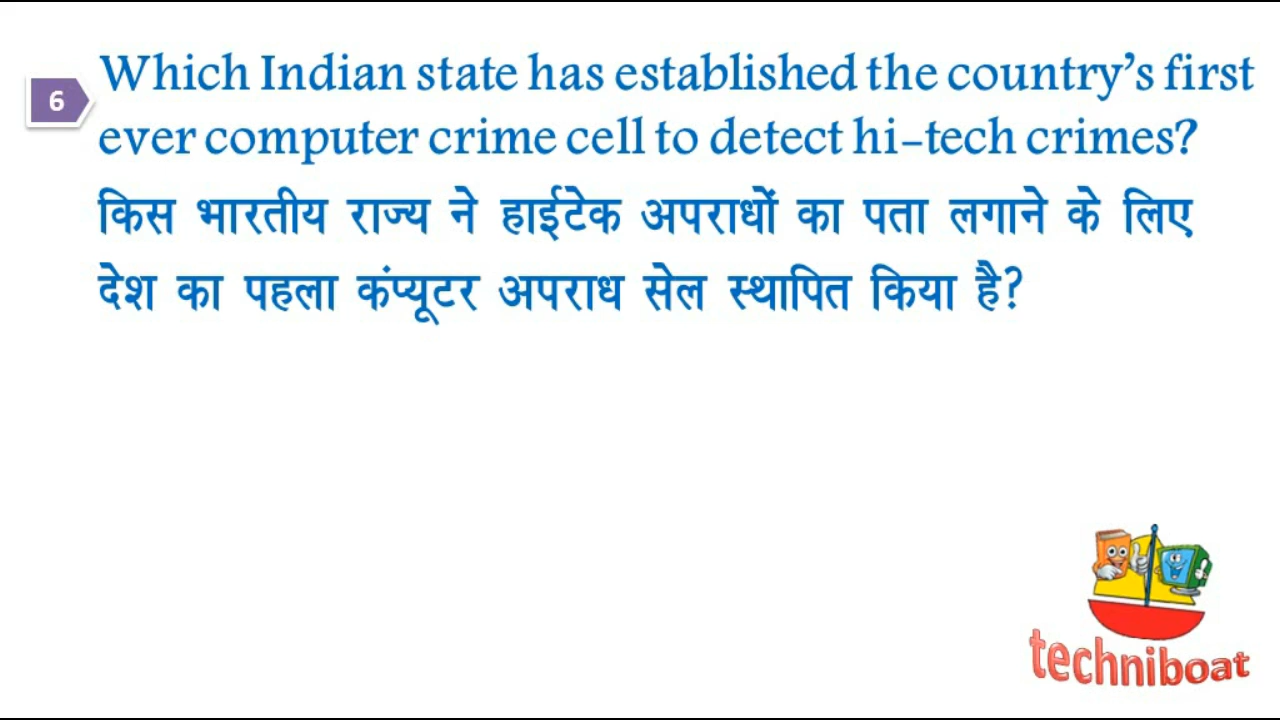 6
Which Indian state has established the country’s first
ever computer crime cell to detect hi-tech crimes?
किस भारतीय राज्य ने हाईटेक अपराधों का पता लगाने के लिए
देश का पहला कंप्यूटर अपराध सेल स्थापित किया है?
techniboat